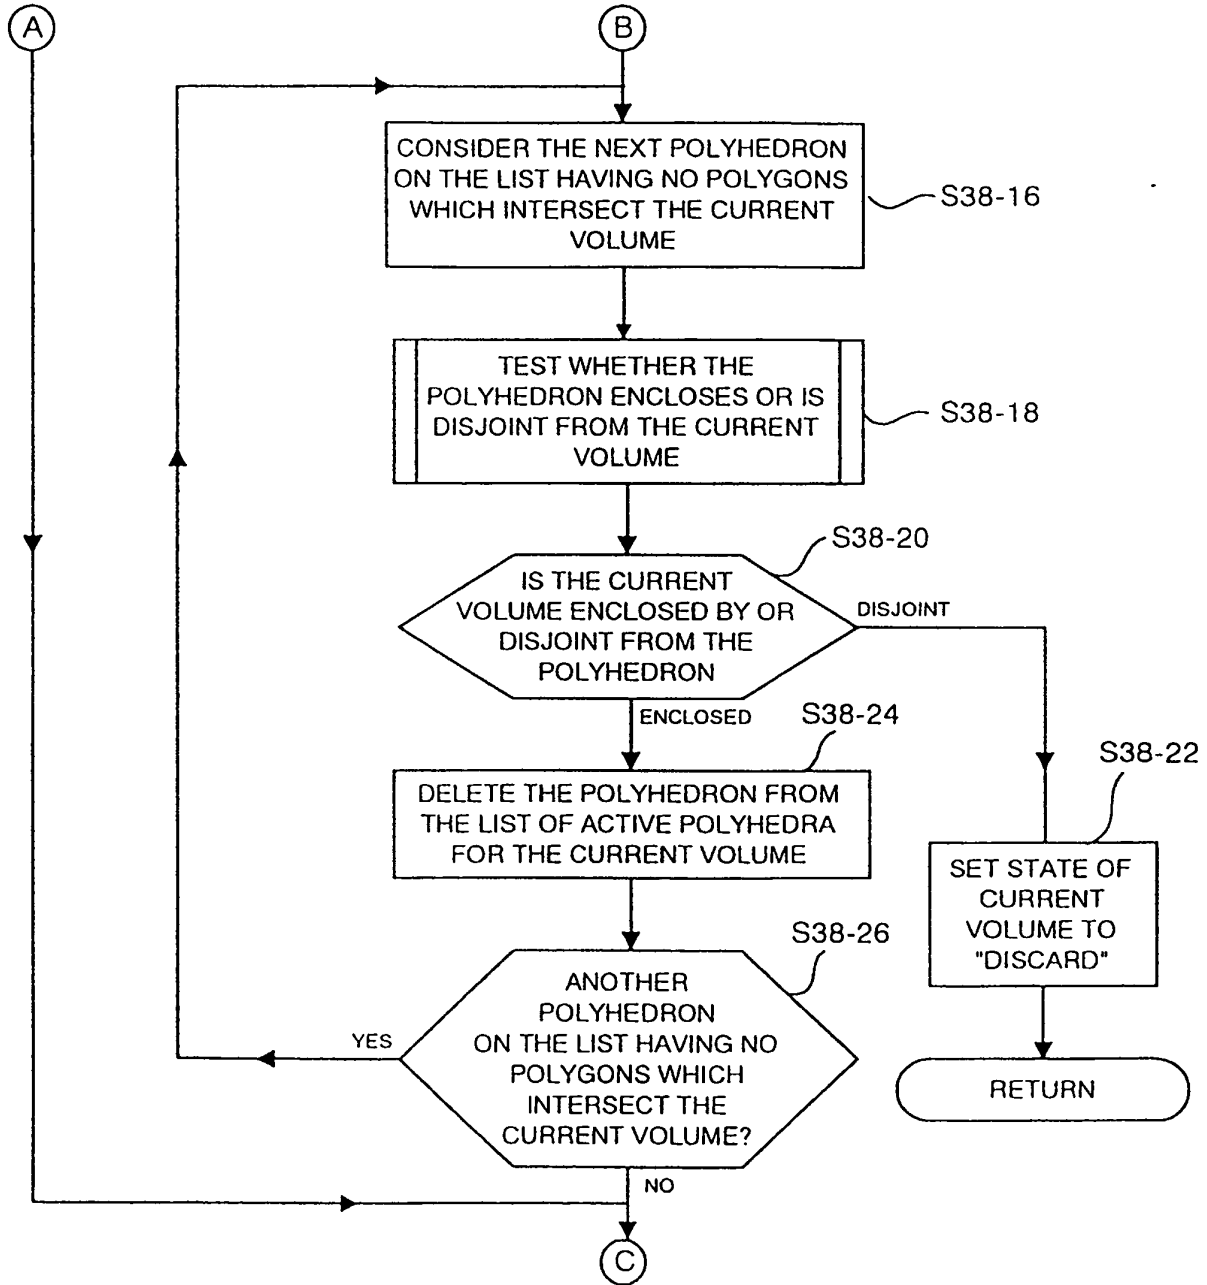 A
B
CONSIDER THE NEXT POLYHEDRON
ON THE LIST HAVING NO POLYGONS
WHICH INTERSECT THE CURRENT
VOLUME
S38-16
TEST WHETHER THE
POLYHEDRON ENCLOSES OR IS
DISJOINT FROM THE CURRENT
VOLUME
S38-18
S38-20
IS THE CURRENT
VOLUME ENCLOSED BY OR
DISJOINT FROM THE
POLYHEDRON
DISJOINT
ENCLOSED
S38-24
DELETE THE POLYHEDRON FROM
THE LIST OF ACTIVE POLYHEDRA
FOR THE CURRENT VOLUME
S38-22
SET STATE OF
CURRENT
VOLUME TO
"DISCARD"
S38-26
ANOTHER
POLYHEDRON
ON THE LIST HAVING NO
POLYGONS WHICH
INTERSECT THE
CURRENT VOLUME?
YES
RETURN
NO
C